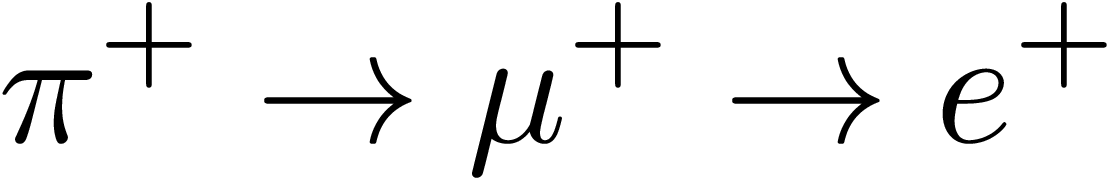 π⁺ → μ⁺ → e⁺